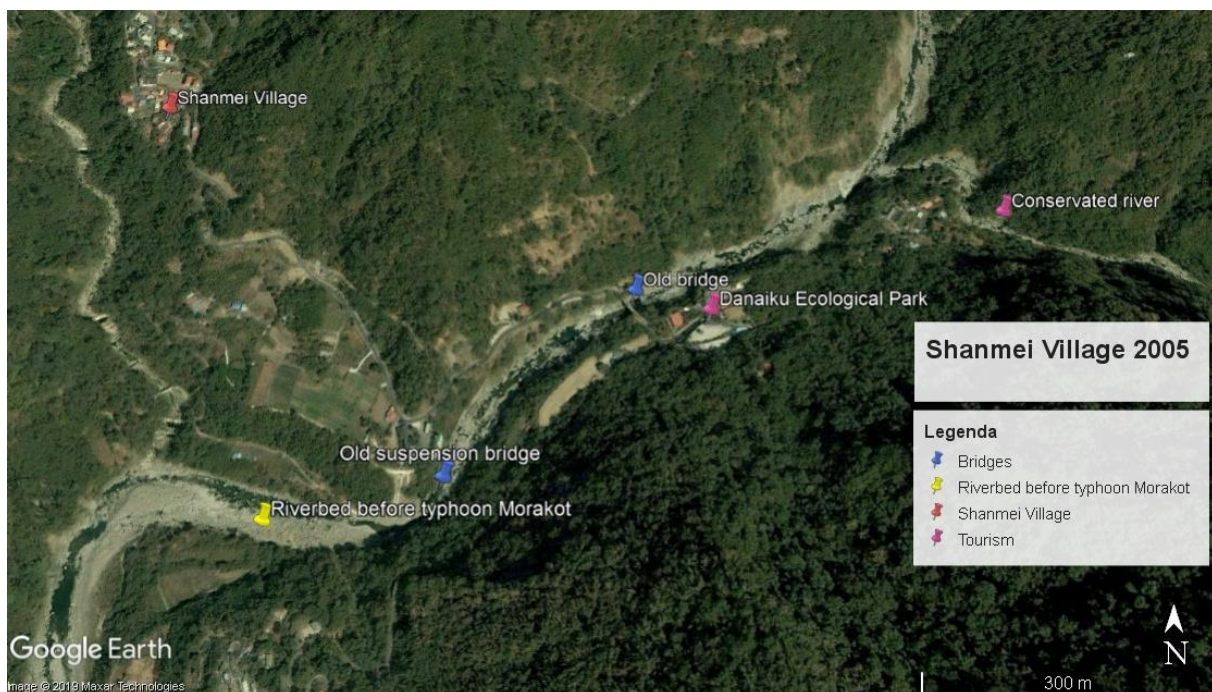 Shanmei Village
Conservated river
Old bridge
Danaiku Ecological Park
Shanmei Village 2005
Legenda
Bridges
Riverbed before typhoon Morakot
Shanmei Village
Tourism
Old suspension bridge
Riverbed before typhoon Morakot
Google Earth
Image © 2019 Maxar Technologies
N
300 m